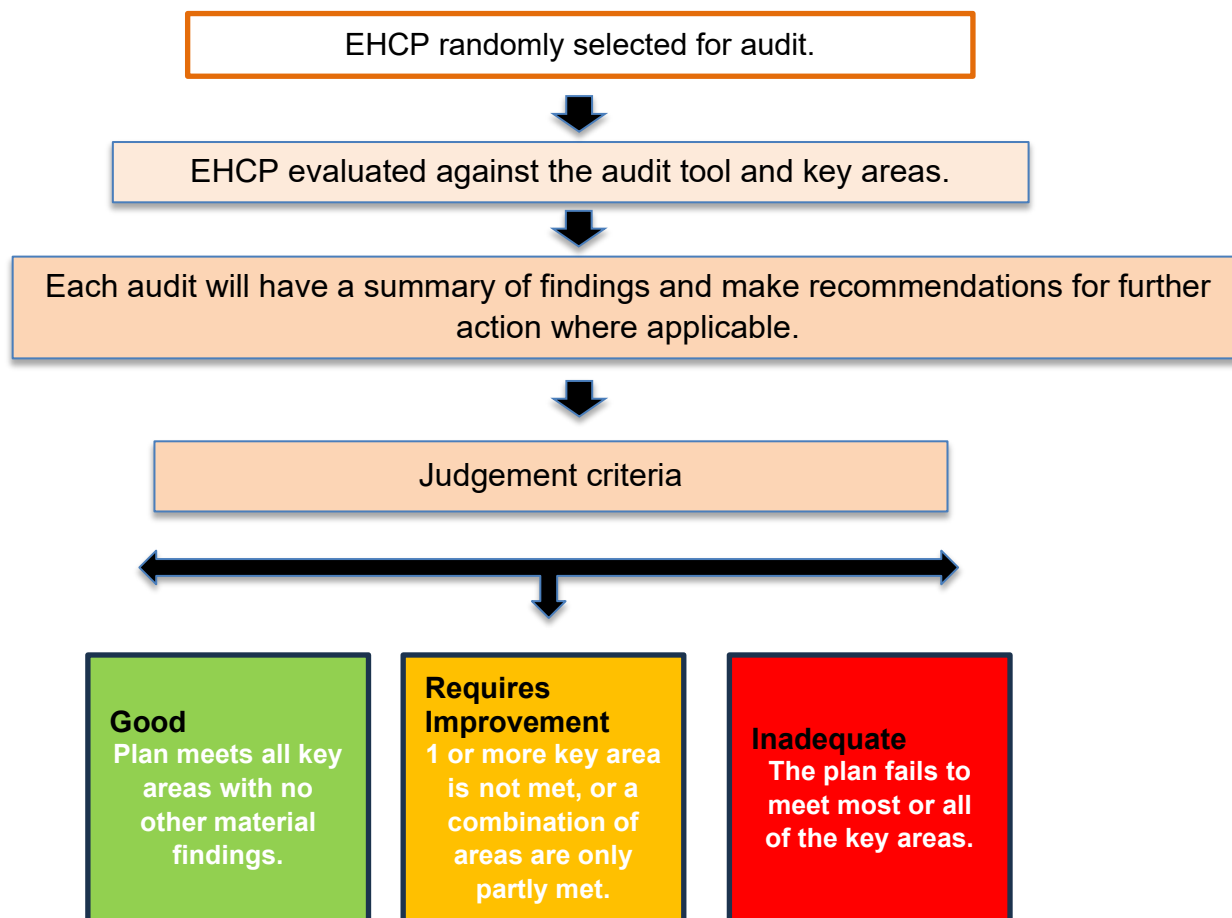 EHCP randomly selected for audit.
EHCP evaluated against the audit tool and key areas.
Each audit will have a summary of findings and make recommendations for further
action where applicable.
Judgement criteria
Good
Plan meets all key
areas with no
other material
findings.
Requires
Improvement
1 or more key area
is not met, or a
combination of
areas are only
partly met.
Inadequate
The plan fails to
meet most or all
of the key areas.